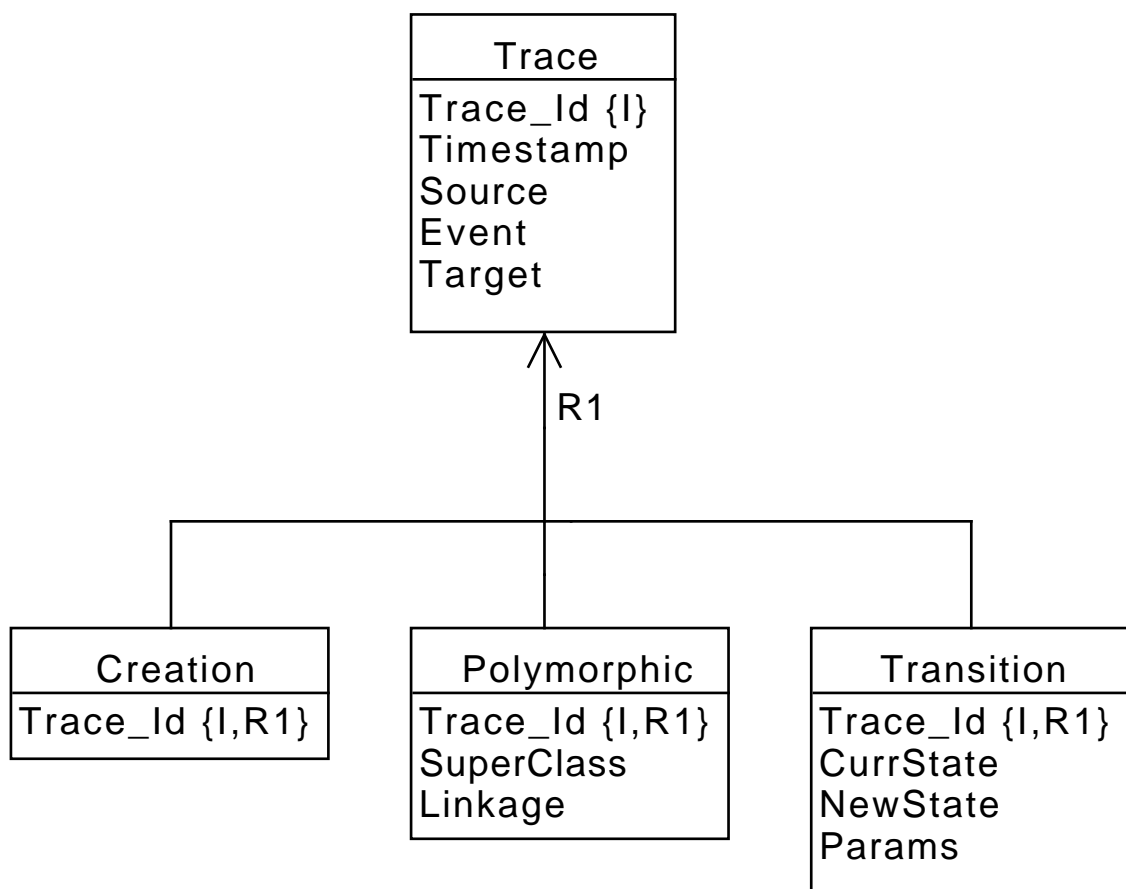 Trace
Trace_Id {I}
Timestamp
Source
Event
Target
R1
Creation
Trace_Id {I,R1}
Polymorphic
Trace_Id {I,R1}
SuperClass
Linkage
Transition
Trace_Id {I,R1}
CurrState
NewState
Params